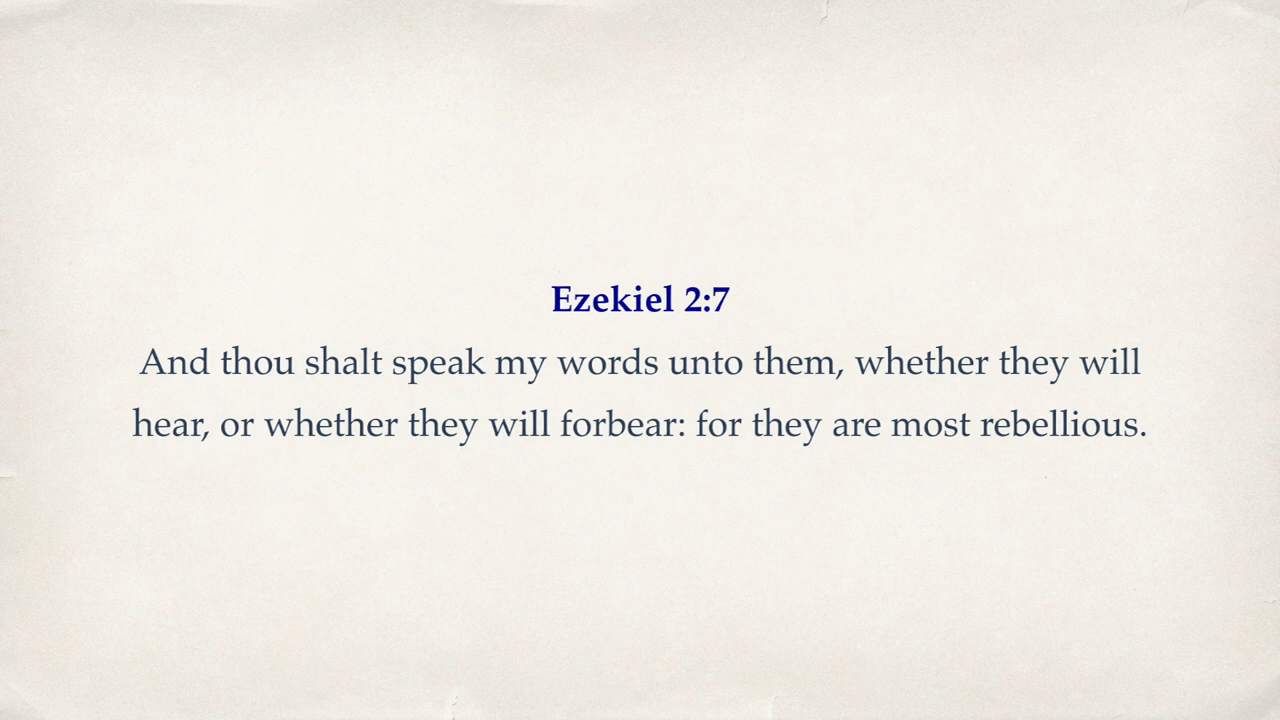 Ezekiel 2:7
And thou shalt speak my words unto them, whether they will
hear, or whether they will forbear: for they are most rebellious.